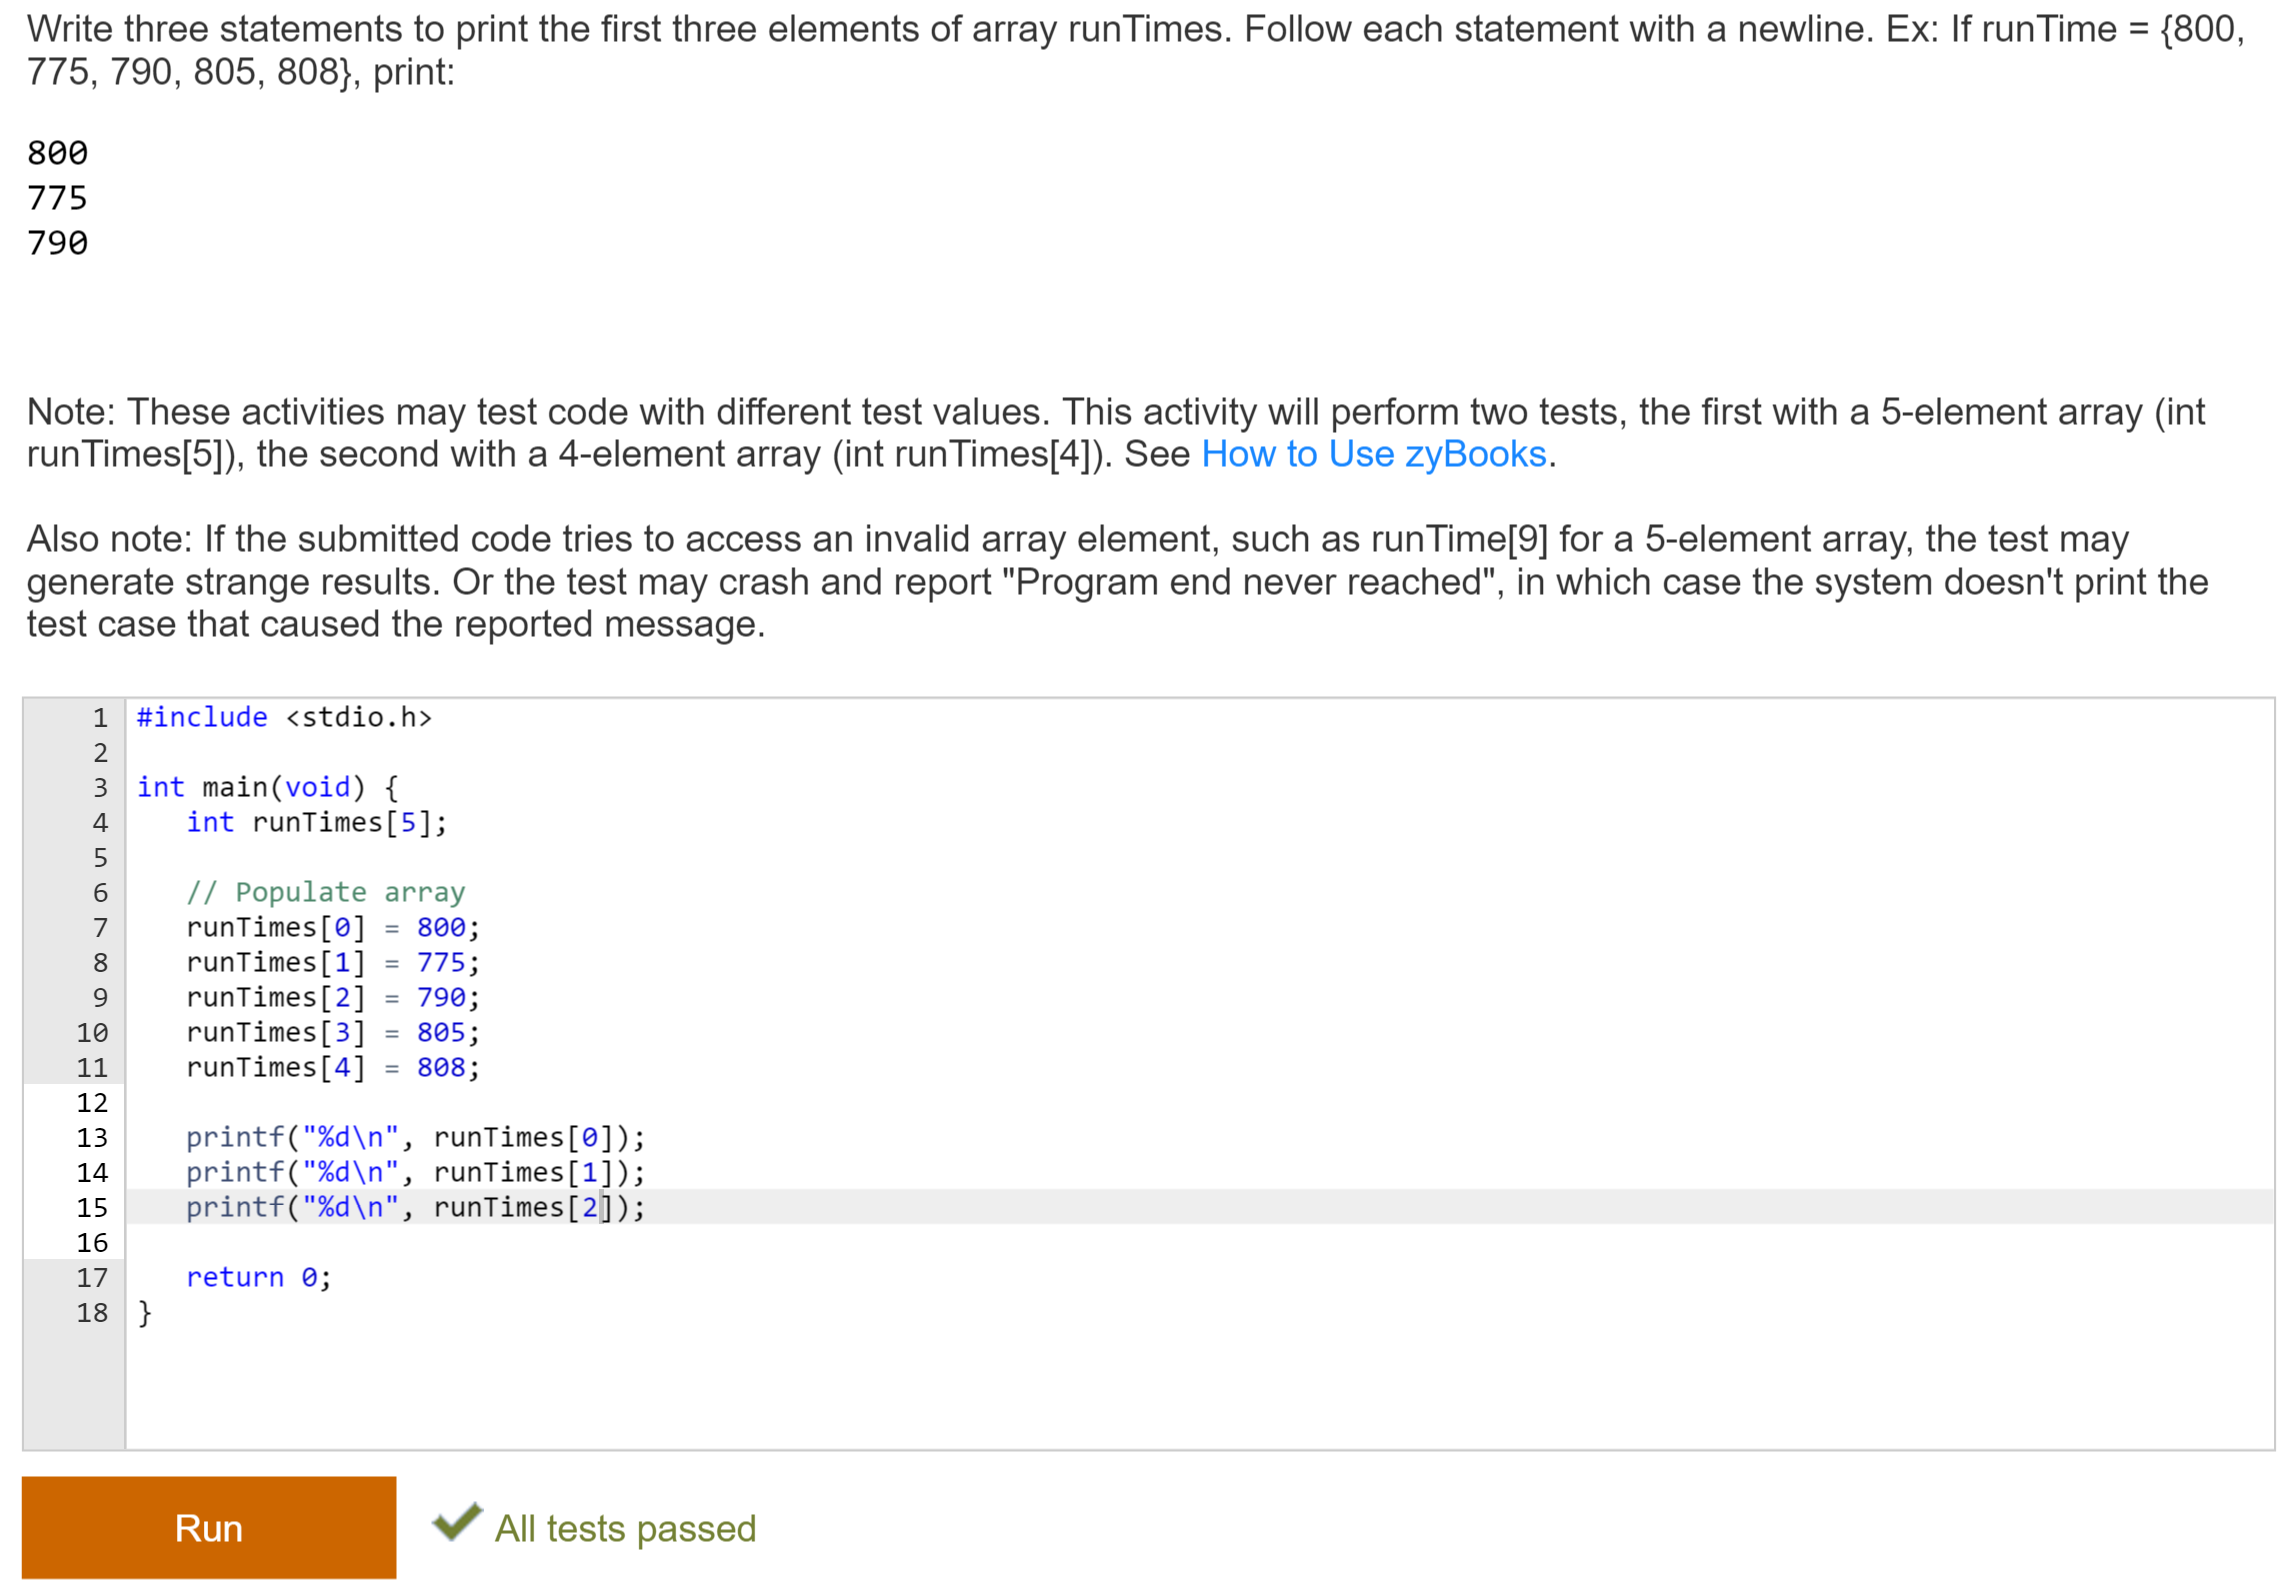 Write three statements to print the first three elements of array runTimes. Follow each statement with a newline. Ex: If runTime = {800,
775, 790, 805, 808}, print:
800
775
790
Note: These activities may test code with different test values. This activity will perform two tests, the first with a 5-element array (int
runTimes[5]), the second with a 4-element array (int runTimes[4]). See How to Use zyBooks.
Also note: If the submitted code tries to access an invalid array element, such as runTime[9] for a 5-element array, the test may
generate strange results. Or the test may crash and report "Program end never reached", in which case the system doesn't print the
test case that caused the reported message.
1 #include <stdio.h>
2
3 int main(void) {
4    int runTimes[5];
5
6    // Populate array
7    runTimes[0] = 800;
8    runTimes[1] = 775;
9    runTimes[2] = 790;
10    runTimes[3] = 805;
11    runTimes[4] = 808;
12
13    printf("%d\n", runTimes[0]);
14    printf("%d\n", runTimes[1]);
15    printf("%d\n", runTimes[2]);
16
17    return 0;
18 }
Run All tests passed